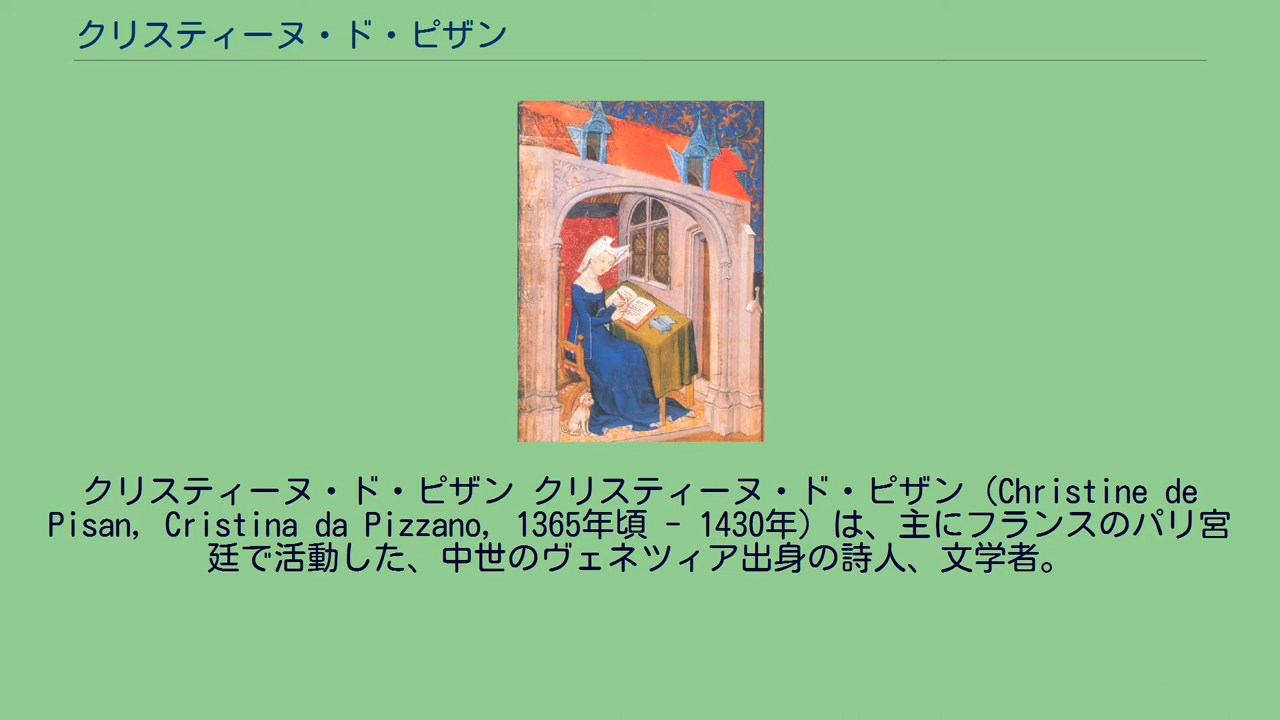 クリスティーヌ・ド・ピザン
クリスティーヌ・ド・ピザン クリスティーヌ・ド・ピザン（Christine de
Pisan, Cristina da Pizzano, 1365年頃 - 1430年）は、主にフランスのパリ宮
廷で活動した、中世のヴェネツィア出身の詩人、文学者。